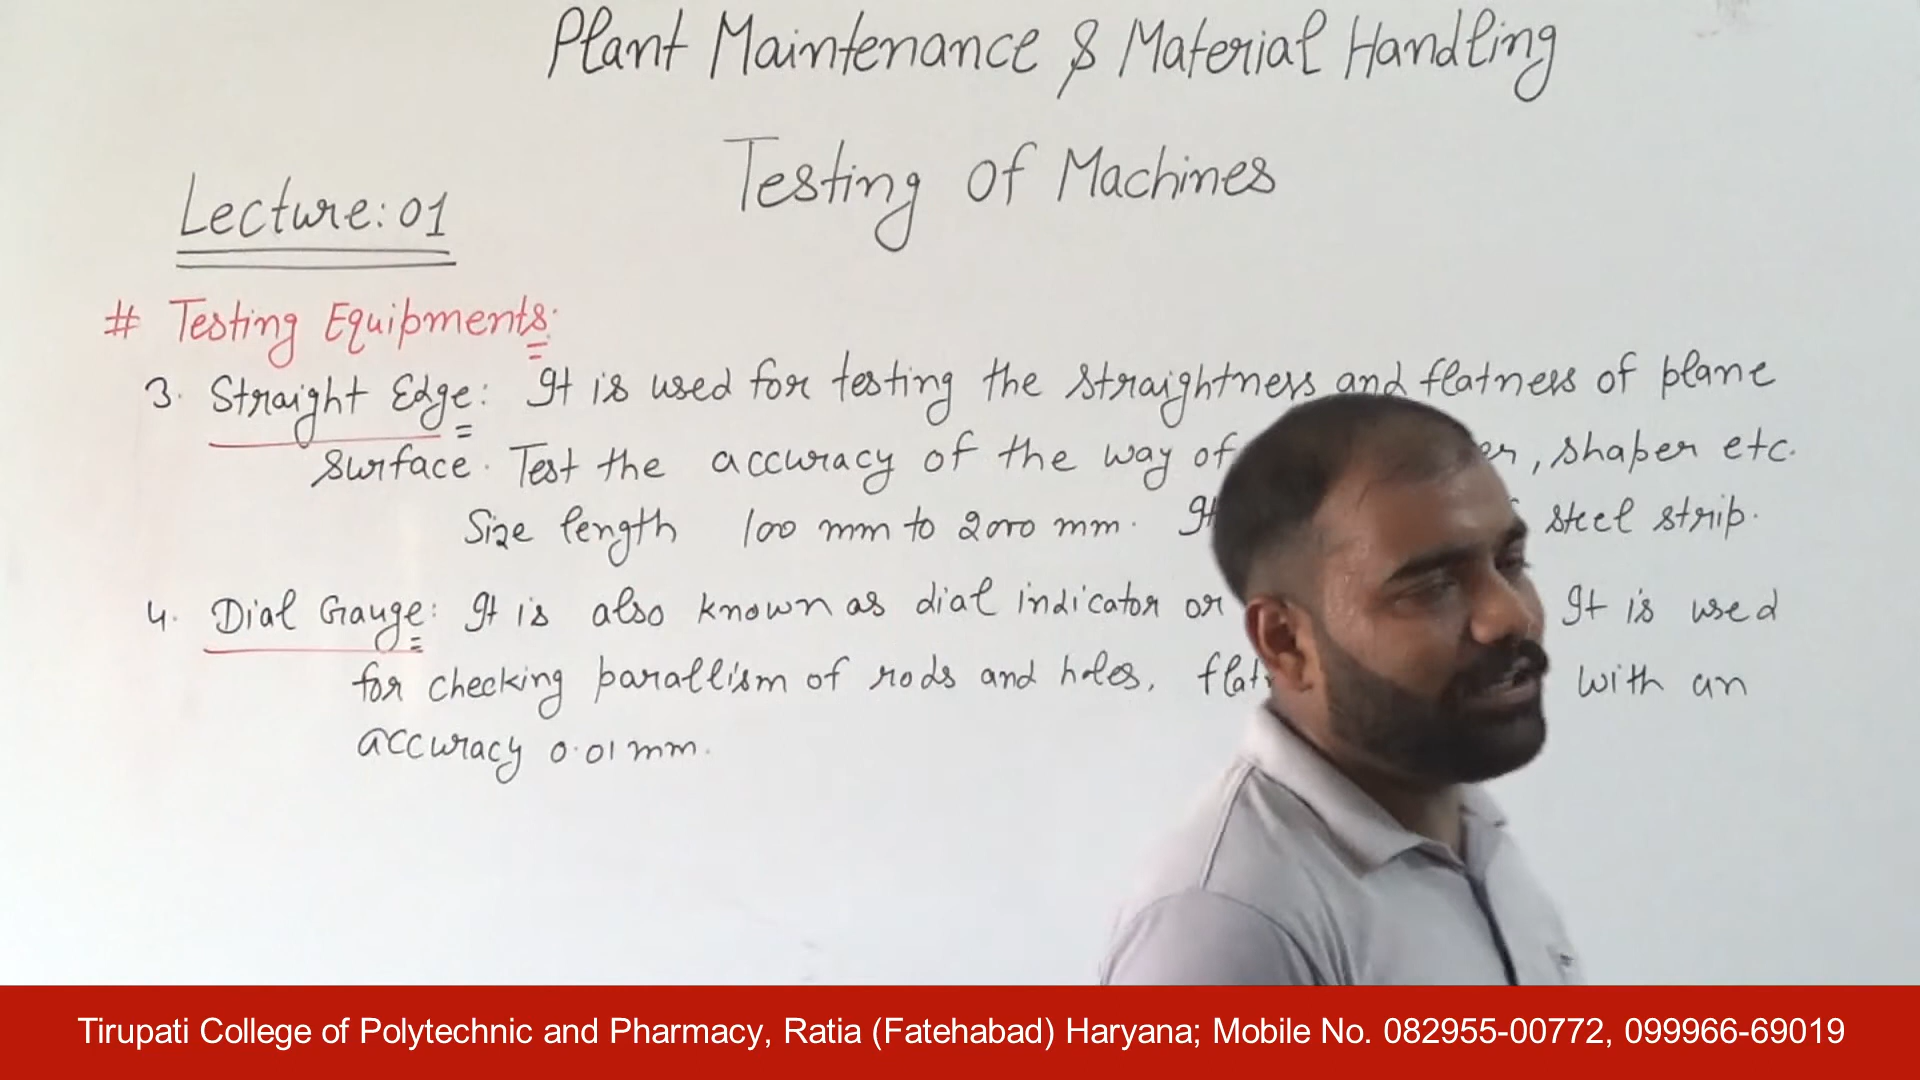 Plant Maintenance & Material Handling
Testing Of Machines
Lecture: 01
# Testing Equipments:
3. Straight Edge: It is used for testing the straightness and flatness of plane
surface. Test the accuracy of the way of , shaper etc.
Size length 100 mm to 2000 mm. It steel strip.
4. Dial Gauge: It is also known as dial indicator or It is used
for checking parallism of rods and holes, with an
accuracy 0.01 mm.
Tirupati College of Polytechnic and Pharmacy, Ratia (Fatehabad) Haryana; Mobile No. 082955-00772, 099966-69019